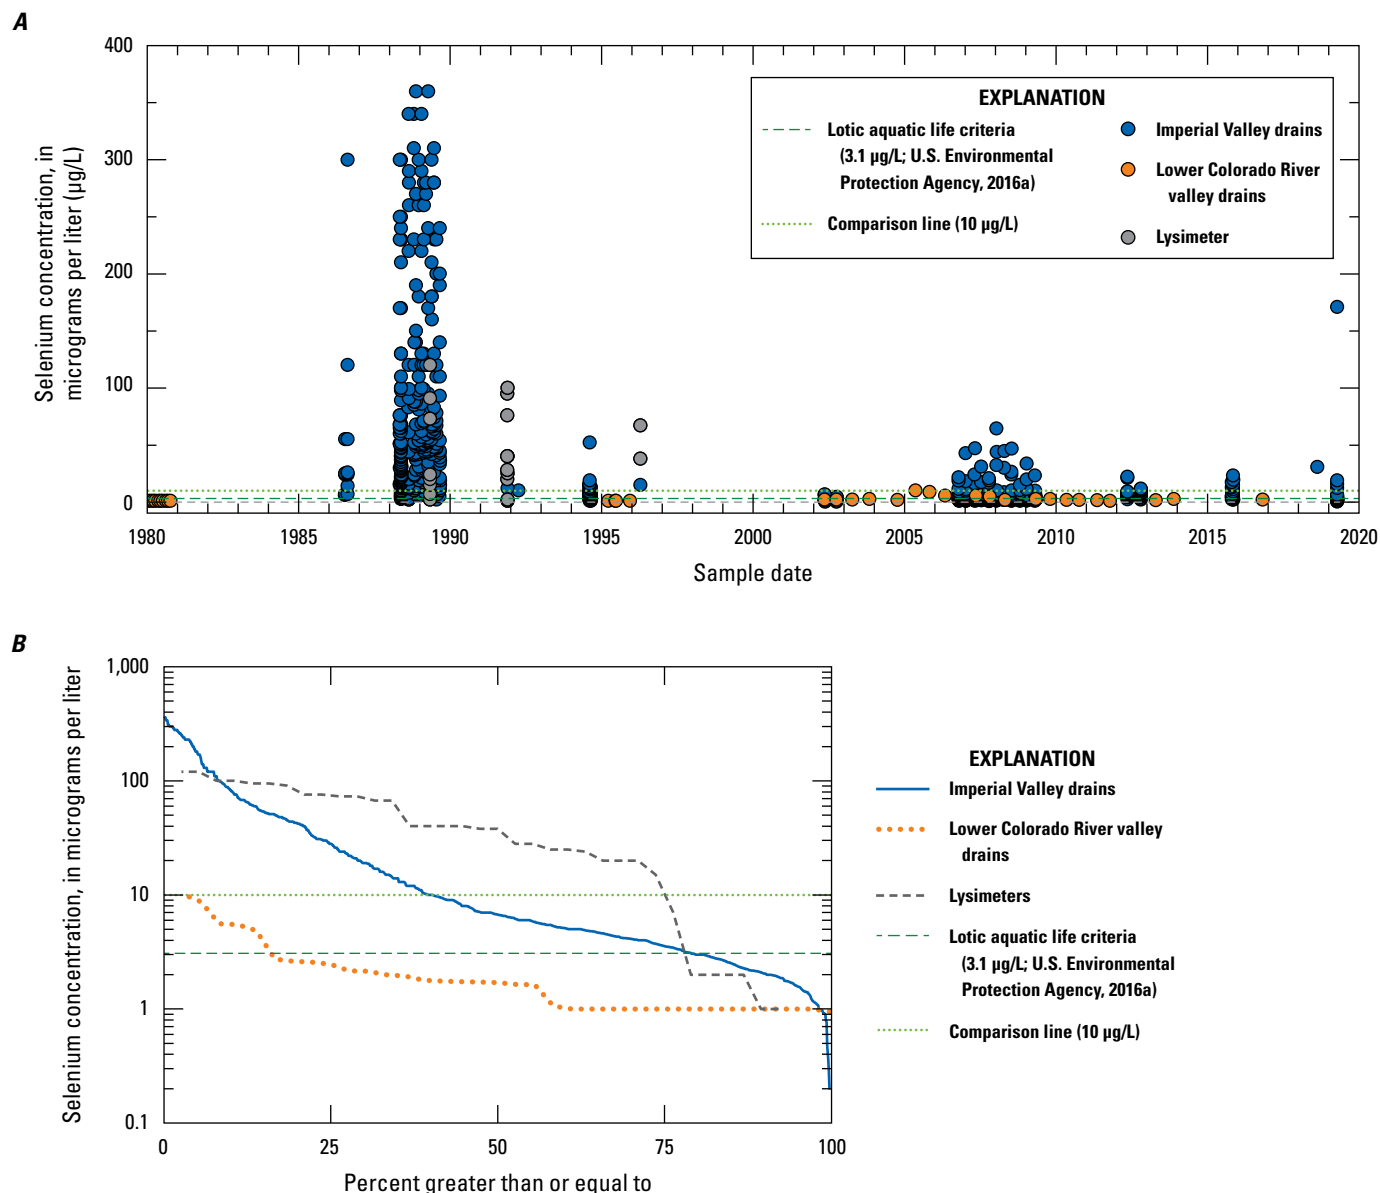 A
Selenium concentration, in
micrograms per liter (µg/L)
400
300
200
100
0
1980
1985
1990
1995
2000
2005
2010
2015
2020
Sample date
EXPLANATION
Lotic aquatic life criteria
(3.1 µg/L; U.S. Environmental
Protection Agency, 2016a)
Comparison line (10 µg/L)
Imperial Valley drains
Lower Colorado River
valley drains
Lysimeter
B
Selenium concentration, in micrograms per liter
1,000
100
10
1
0.1
0
25
50
75
100
Percent greater than or equal to
EXPLANATION
Imperial Valley drains
Lower Colorado River valley
drains
Lysimeters
Lotic aquatic life criteria
(3.1 µg/L; U.S. Environmental
Protection Agency, 2016a)
Comparison line (10 µg/L)